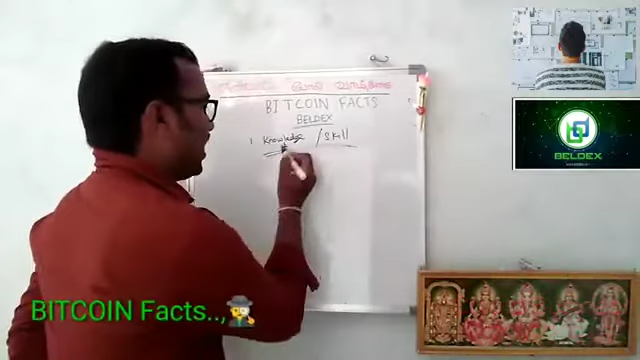 BITCOIN FACTS
BELDEX
1 Knowledge / Skill
BELDEX
BITCOIN Facts..,